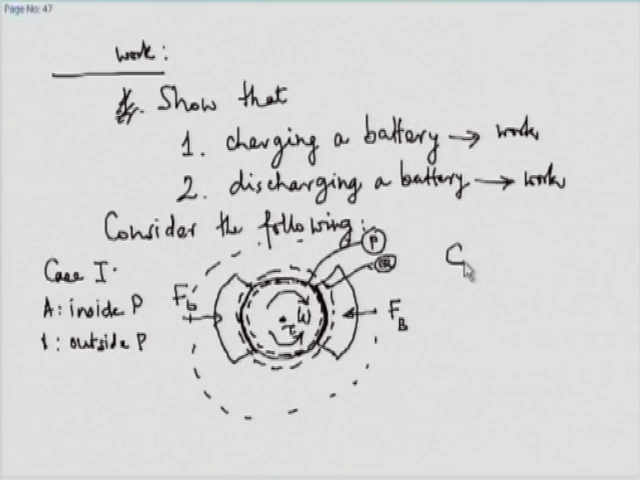 Page No: 47
Work:
Show that
1. charging a battery → work
2. discharging a battery → work
Consider the following:
P
Case I:
A: inside P
1: outside P
F_b
W
τ
F_B
C